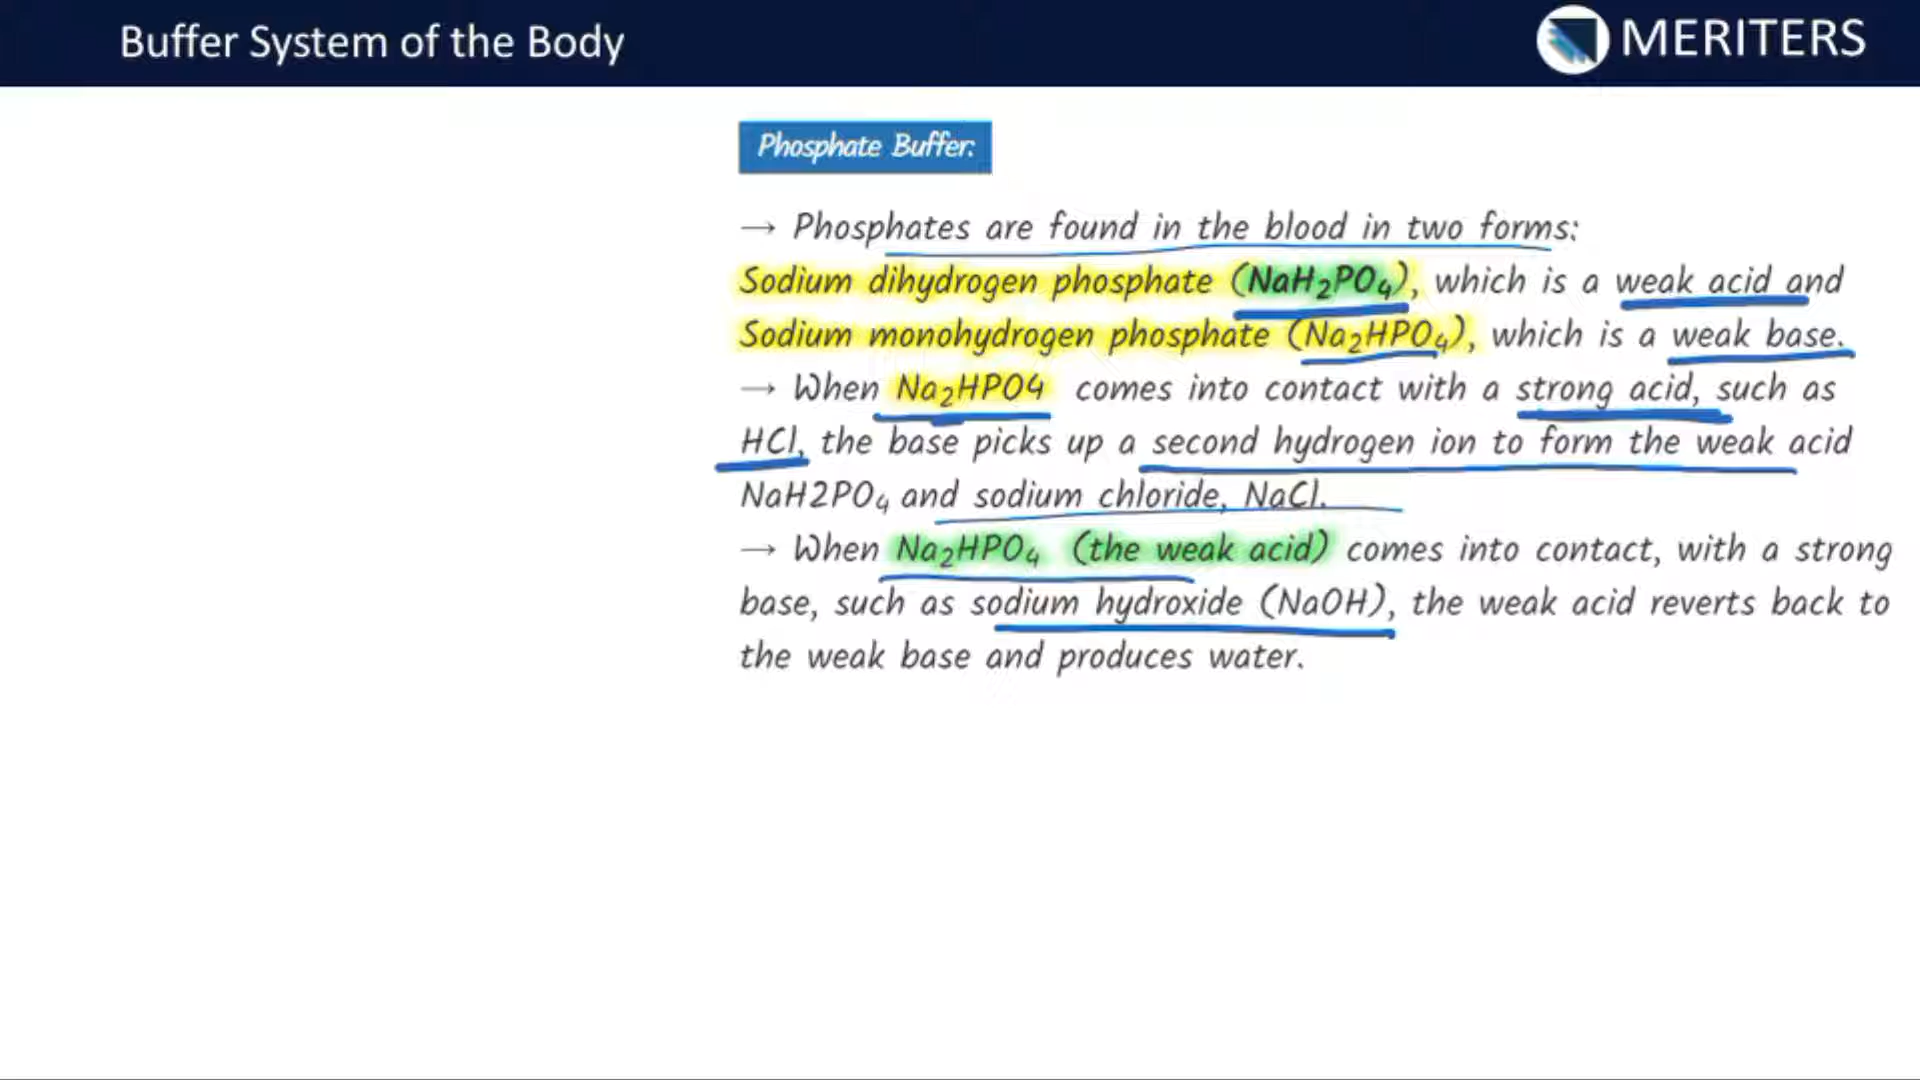 Buffer System of the Body
MERITERS
Phosphate Buffer:
→ Phosphates are found in the blood in two forms:
Sodium dihydrogen phosphate (NaH₂PO₄), which is a weak acid and
Sodium monohydrogen phosphate (Na₂HPO₄), which is a weak base.
→ When Na₂HPO4 comes into contact with a strong acid, such as
HCl, the base picks up a second hydrogen ion to form the weak acid
NaH2PO₄ and sodium chloride, NaCl.
→ When Na₂HPO₄ (the weak acid) comes into contact, with a strong
base, such as sodium hydroxide (NaOH), the weak acid reverts back to
the weak base and produces water.